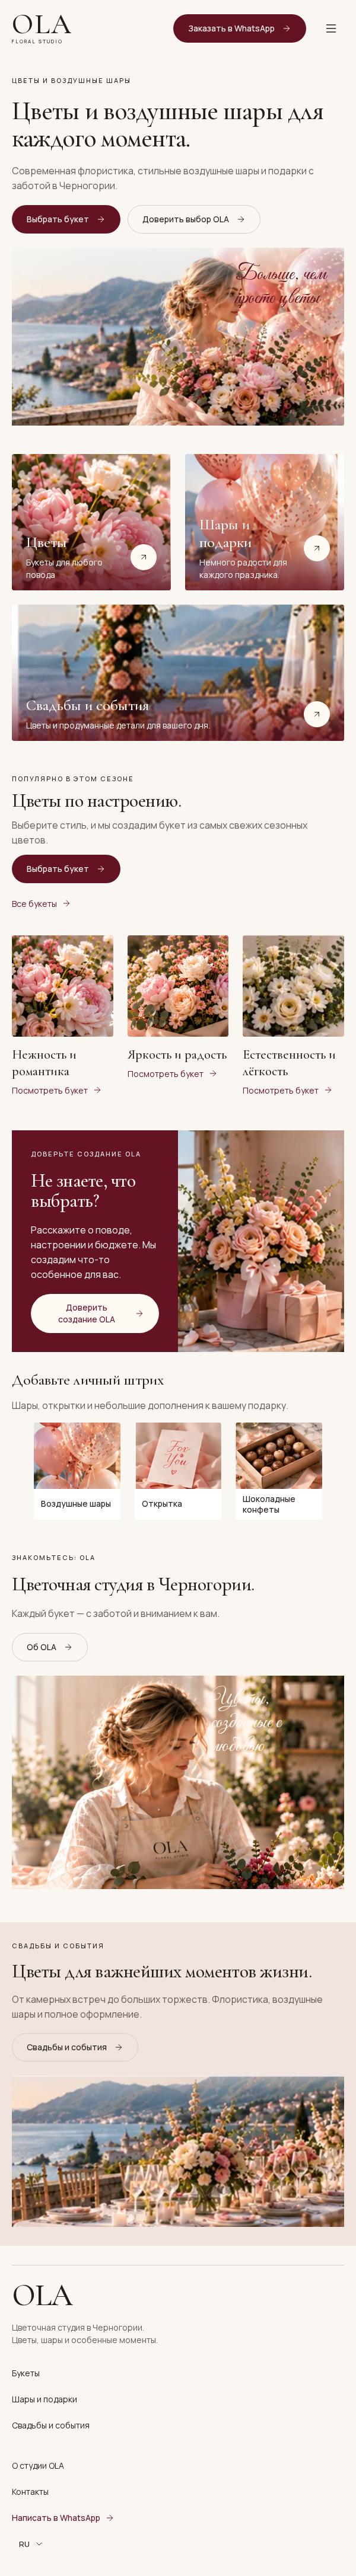 OLA
FLORAL STUDIO
Заказать в WhatsApp
ЦВЕТЫ И ВОЗДУШНЫЕ ШАРЫ
Цветы и воздушные шары для
каждого момента.
Современная флористика, стильные воздушные шары и подарки с
заботой в Черногории.
Выбрать букет
Доверить выбор OLA
Больше, чем
просто цветы
Цветы
Букеты для любого
повода
Шары и
подарки
Немного радости для
каждого праздника.
Свадьбы и события
Цветы и продуманные детали для вашего дня.
ПОПУЛЯРНО В ЭТОМ СЕЗОНЕ
Цветы по настроению.
Выберите стиль, и мы создадим букет из самых свежих сезонных
цветов.
Выбрать букет
Все букеты
Нежность и
романтика
Посмотреть букет
Яркость и радость
Посмотреть букет
Естественность и
лёгкость
Посмотреть букет
ДОВЕРЬТЕ СОЗДАНИЕ OLA
Не знаете, что
выбрать?
Расскажите о поводе,
настроении и бюджете. Мы
создадим что-то
особенное для вас.
Доверить
создание OLA
Добавьте личный штрих
Шары, открытки и небольшие дополнения к вашему подарку.
For
You
Воздушные шары
Открытка
Шоколадные
конфеты
ЗНАКОМЬТЕСЬ: OLA
Цветочная студия в Черногории.
Каждый букет — с заботой и вниманием к вам.
Об OLA
Цветы,
созданные с
любовью
OLA
FLORAL STUDIO
СВАДЬБЫ И СОБЫТИЯ
Цветы для важнейших моментов жизни.
От камерных встреч до больших торжеств. Флористика, воздушные
шары и полное оформление.
Свадьбы и события
OLA
Цветочная студия в Черногории.
Цветы, шары и особенные моменты.
Букеты
Шары и подарки
Свадьбы и события
О студии OLA
Контакты
Написать в WhatsApp
RU